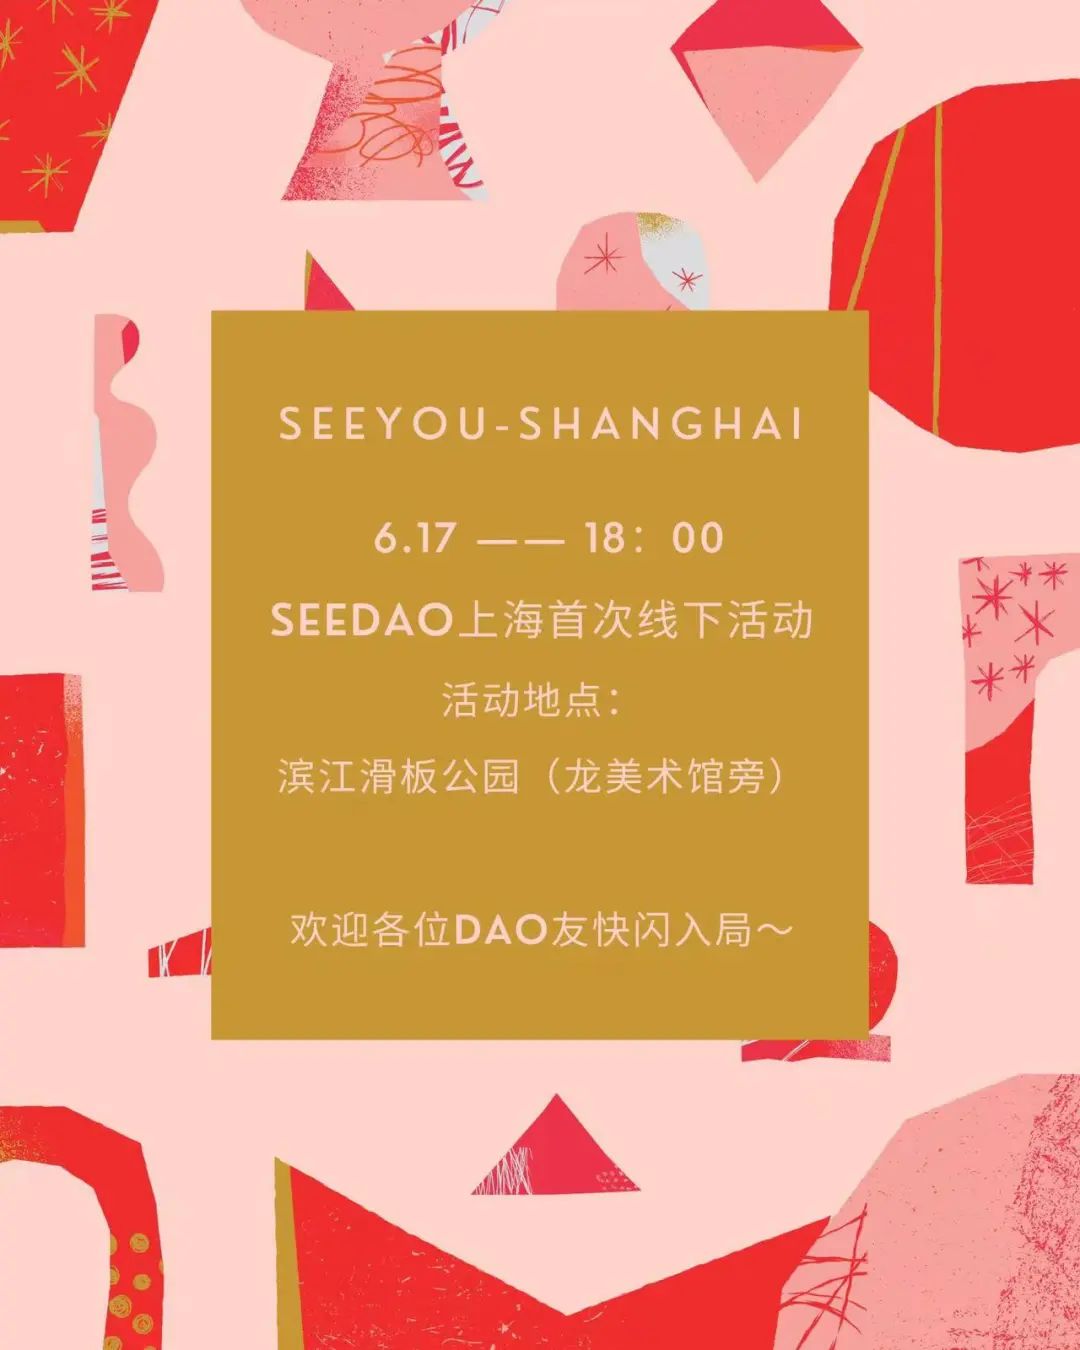 SEEYOU-SHANGHAI
6.17 —— 18：00
SEEDAO上海首次线下活动
活动地点：
滨江滑板公园（龙美术馆旁）
欢迎各位DAO友快闪入局～